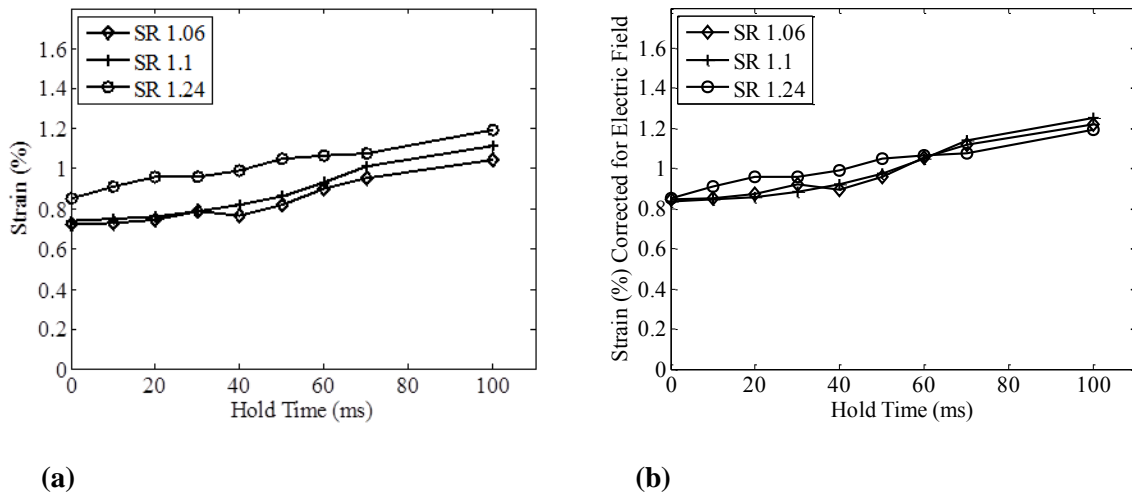 SR 1.06
SR 1.1
SR 1.24
1.6
1.4
1.2
1
0.8
0.6
0.4
0.2
0
Strain (%)
0 20 40 60 80 100
Hold Time (ms)
(a)
SR 1.06
SR 1.1
SR 1.24
1.6
1.4
1.2
1
0.8
0.6
0.4
0.2
0
Strain (%) Corrected for Electric Field
0 20 40 60 80 100
Hold Time (ms)
(b)